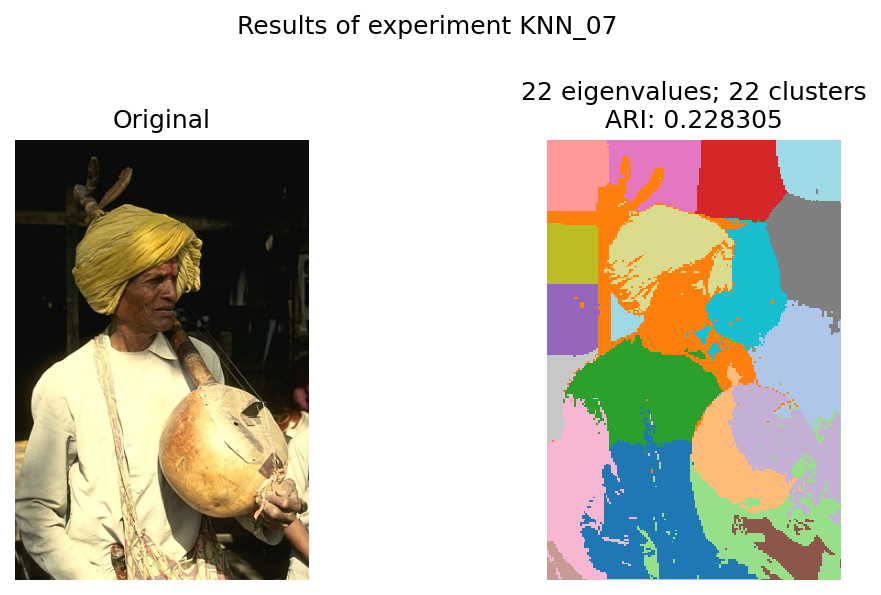 Results of experiment KNN_07
Original
22 eigenvalues; 22 clusters
ARI: 0.228305